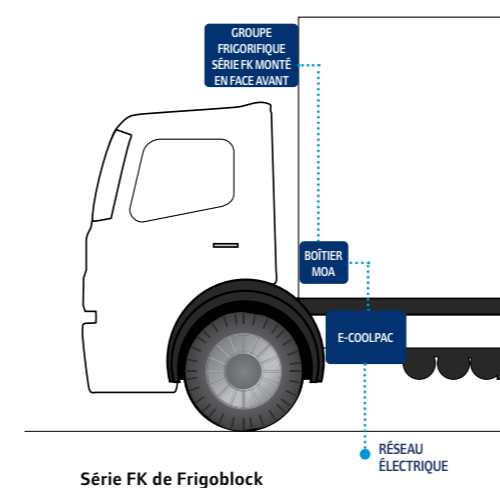 GROUPE
FRIGORIFIQUE
SÉRIE FK MONTÉ
EN FACE AVANT
BOÎTIER
MOA
E-COOLPAC
RÉSEAU
ÉLECTRIQUE
Série FK de Frigoblock